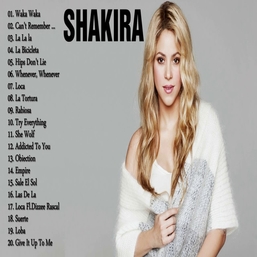 SHAKIRA
01. Waka Waka
02. Can't Remember ...
03. La La la
04. La Bicicleta
05. Hips Don't Lie
06. Whenever, Whenever
07. Loca
08. La Tortura
09. Rabiosa
10. Try Everything
11. She Wolf
12. Addicted To You
13. Obiection
14. Empire
15. Sale El Sol
16. Las De La
17. Loca Ft.Dizzee Rascal
18. Suerte
19. Loba
20. Give It Up To Me